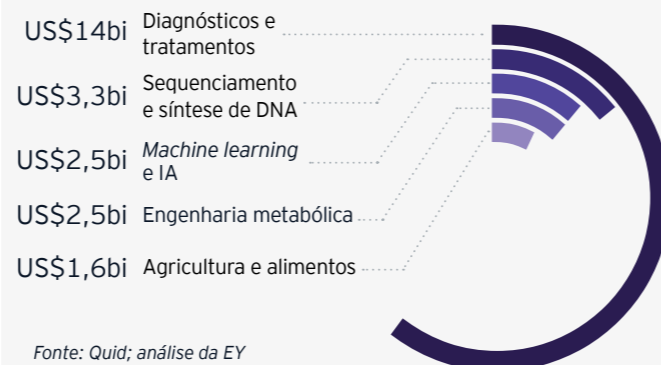 US$14bi Diagnósticos e
tratamentos
US$3,3bi Sequenciamento
e síntese de DNA
US$2,5bi Machine learning
e IA
US$2,5bi Engenharia metabólica
US$1,6bi Agricultura e alimentos
Fonte: Quid; análise da EY